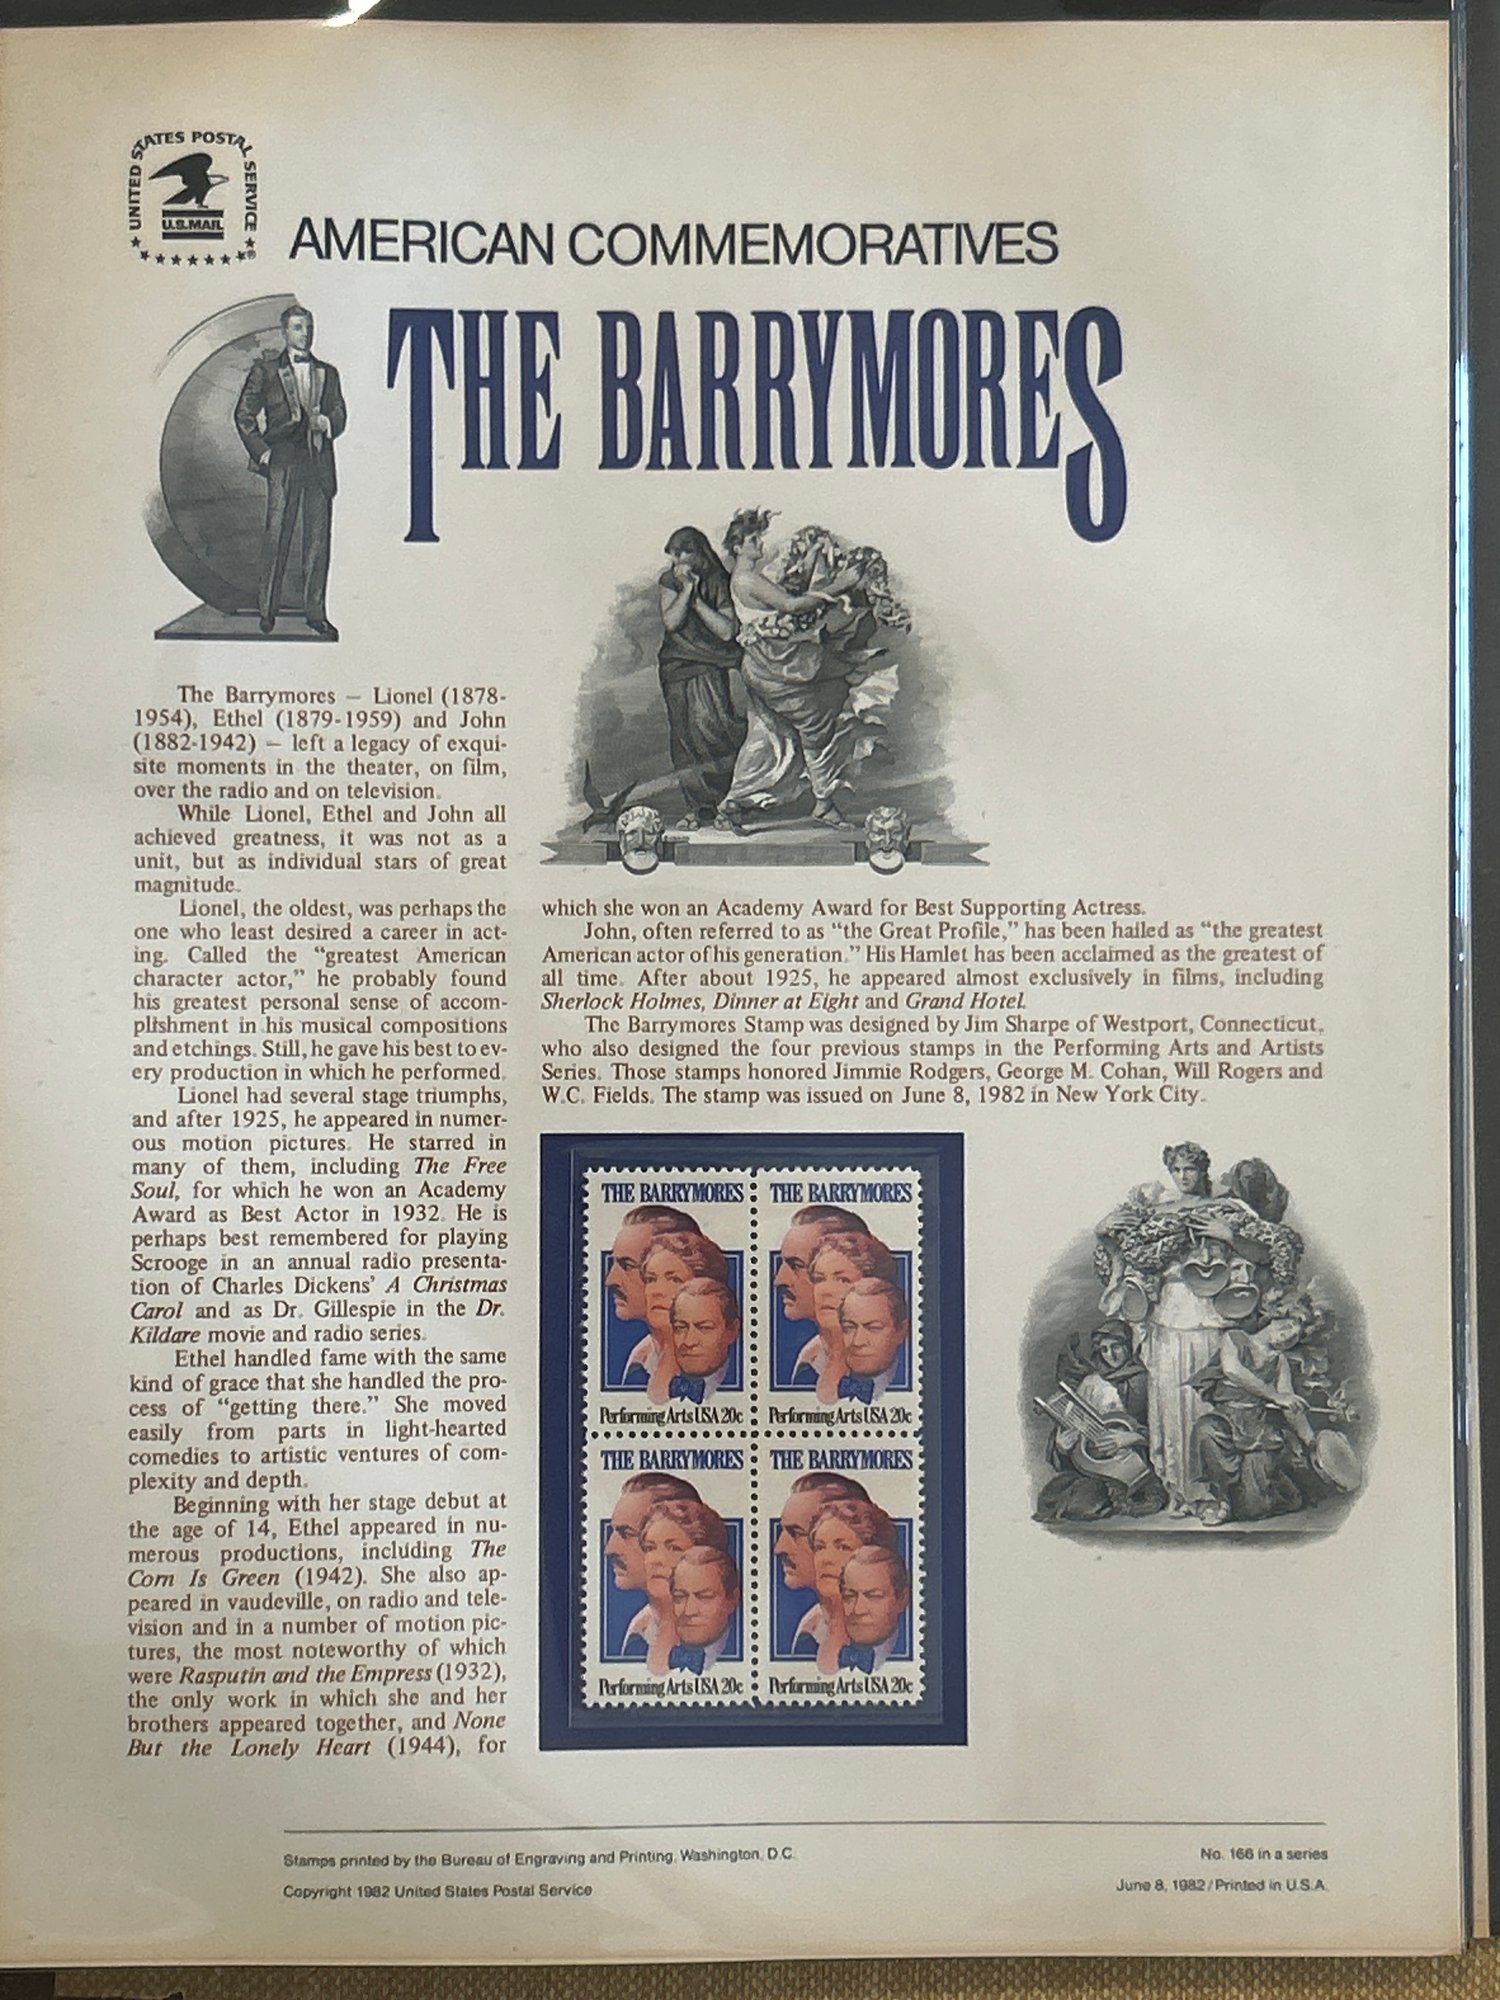 UNITED STATES POSTAL SERVICE
U.S.MAIL
AMERICAN COMMEMORATIVES
THE BARRYMORES
The Barrymores — Lionel (1878-
1954), Ethel (1879-1959) and John
(1882-1942) — left a legacy of exqui-
site moments in the theater, on film,
over the radio and on television.
While Lionel, Ethel and John all
achieved greatness, it was not as a
unit, but as individual stars of great
magnitude.
Lionel, the oldest, was perhaps the
one who least desired a career in act-
ing. Called the "greatest American
character actor," he probably found
his greatest personal sense of accom-
plishment in his musical compositions
and etchings. Still, he gave his best to ev-
ery production in which he performed.
Lionel had several stage triumphs,
and after 1925, he appeared in numer-
ous motion pictures. He starred in
many of them, including The Free
Soul, for which he won an Academy
Award as Best Actor in 1932. He is
perhaps best remembered for playing
Scrooge in an annual radio presenta-
tion of Charles Dickens' A Christmas
Carol and as Dr. Gillespie in the Dr.
Kildare movie and radio series.
Ethel handled fame with the same
kind of grace that she handled the pro-
cess of "getting there." She moved
easily from parts in light-hearted
comedies to artistic ventures of com-
plexity and depth.
Beginning with her stage debut at
the age of 14, Ethel appeared in nu-
merous productions, including The
Corn Is Green (1942). She also ap-
peared in vaudeville, on radio and tele-
vision and in a number of motion pic-
tures, the most noteworthy of which
were Rasputin and the Empress (1932),
the only work in which she and her
brothers appeared together, and None
But the Lonely Heart (1944), for
which she won an Academy Award for Best Supporting Actress.
John, often referred to as "the Great Profile," has been hailed as "the greatest
American actor of his generation." His Hamlet has been acclaimed as the greatest of
all time. After about 1925, he appeared almost exclusively in films, including
Sherlock Holmes, Dinner at Eight and Grand Hotel.
The Barrymores Stamp was designed by Jim Sharpe of Westport, Connecticut,
who also designed the four previous stamps in the Performing Arts and Artists
Series. Those stamps honored Jimmie Rodgers, George M. Cohan, Will Rogers and
W.C. Fields. The stamp was issued on June 8, 1982 in New York City.
THE BARRYMORES
Performing Arts USA 20c
THE BARRYMORES
Performing Arts USA 20c
THE BARRYMORES
Performing Arts USA 20c
THE BARRYMORES
Performing Arts USA 20c
Stamps printed by the Bureau of Engraving and Printing, Washington, D.C.
Copyright 1982 United States Postal Service
No. 166 in a series
June 8, 1982/Printed in U.S.A.